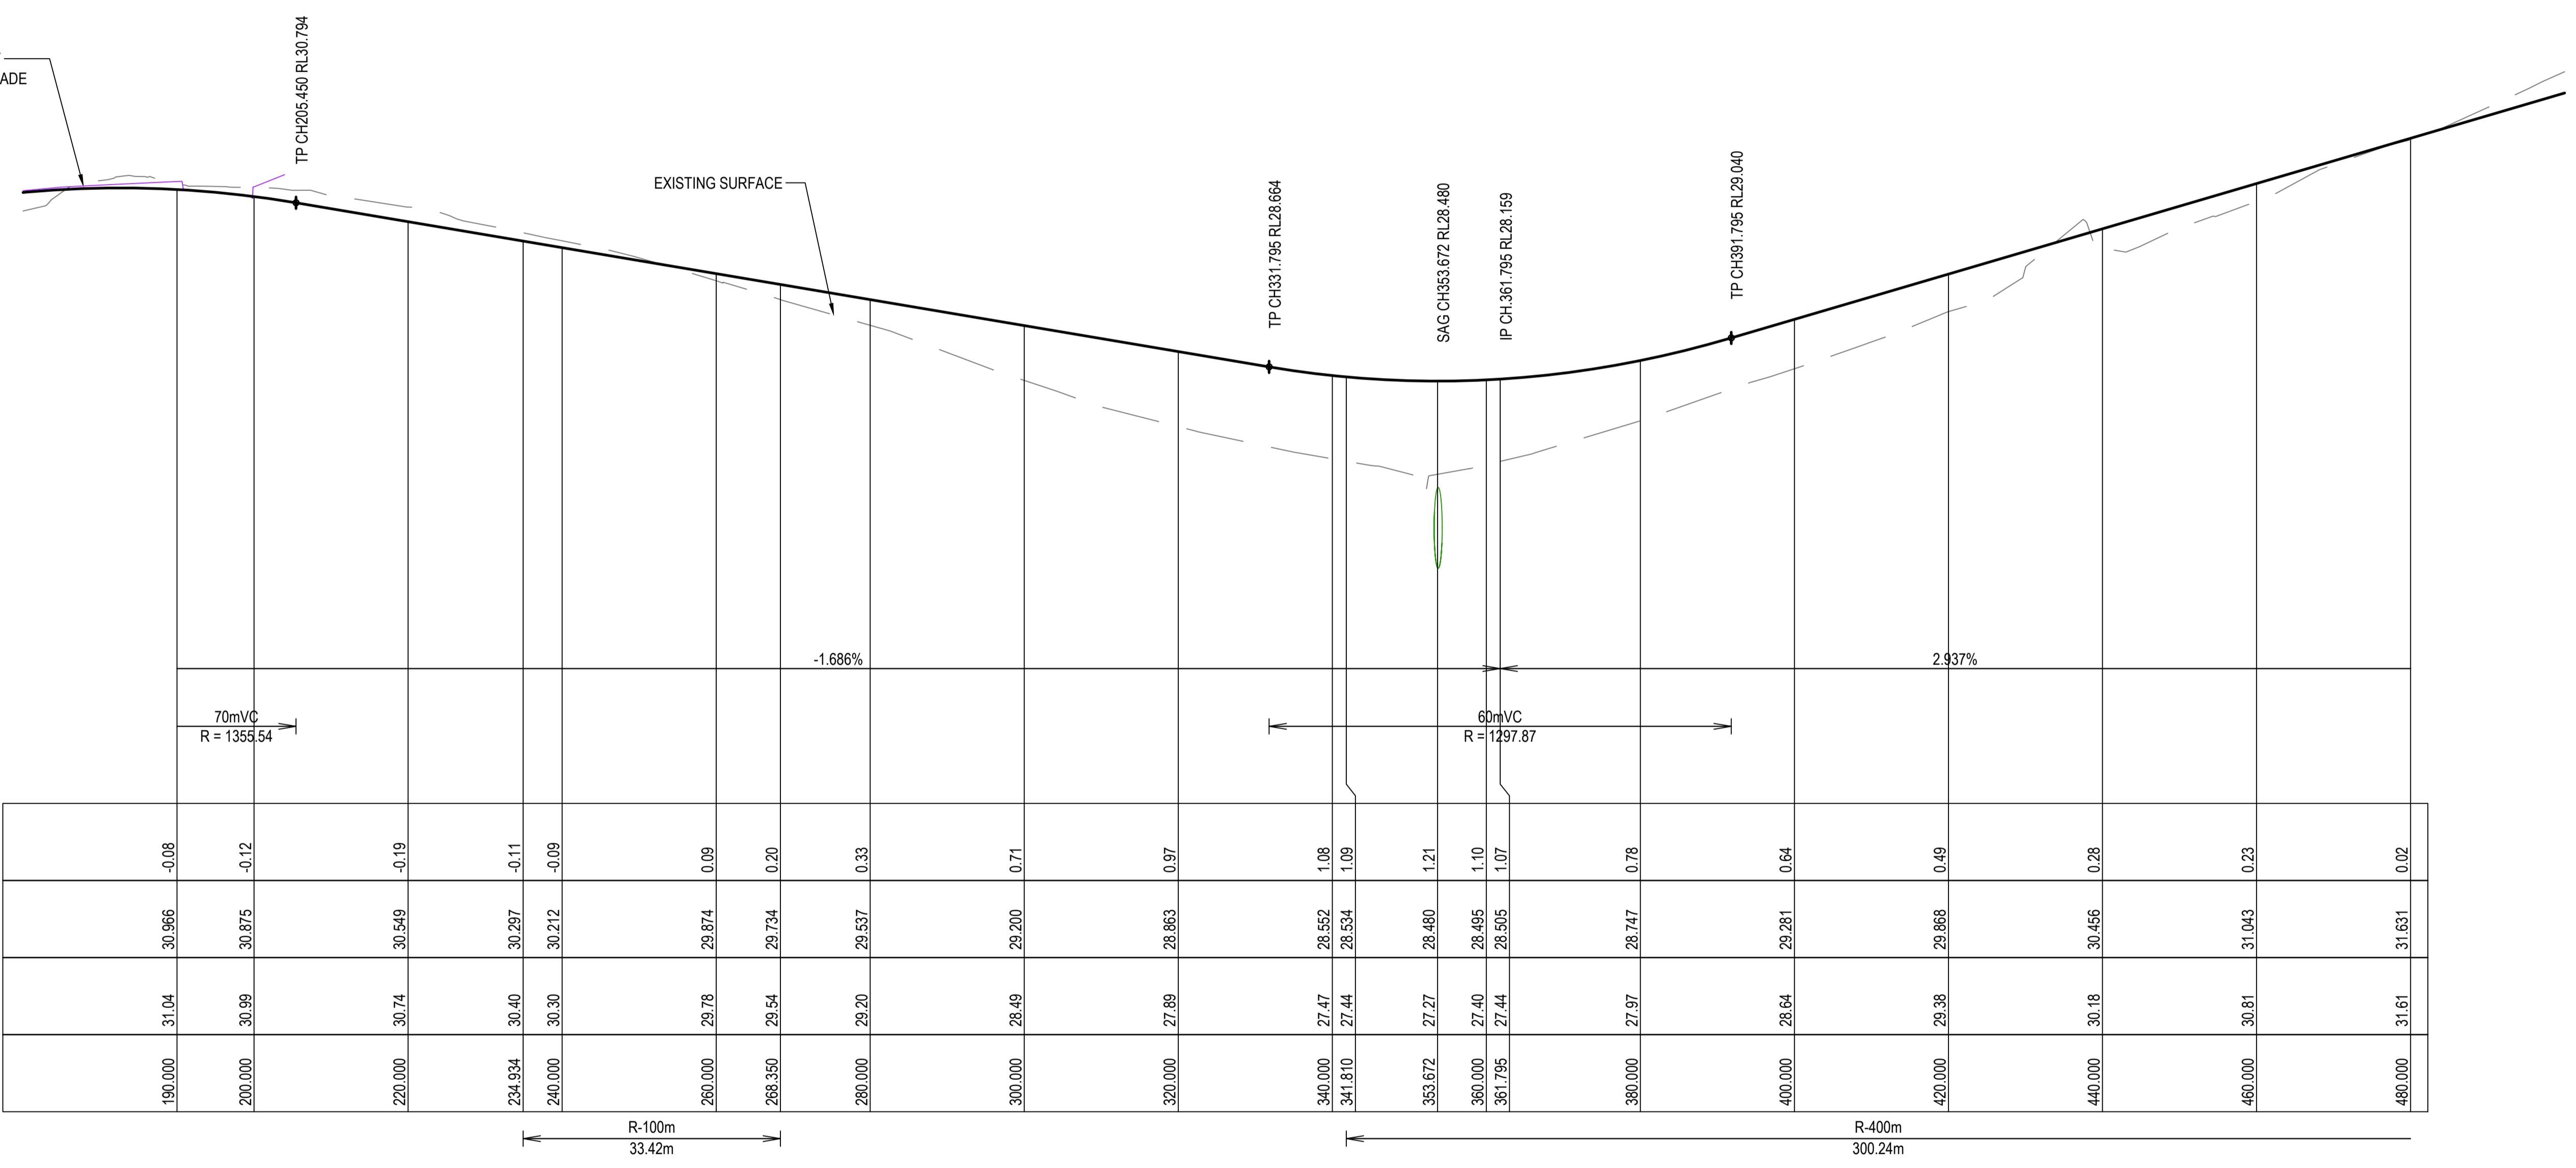 ADE
TP CH205.450 RL30.794
EXISTING SURFACE
TP CH331.795 RL28.664
SAG CH353.672 RL28.480
IP CH.361.795 RL28.159
TP CH391.795 RL29.040
-1.686%
2.937%
70mVC
R = 1355.54
60mVC
R = 1297.87
-0.08 -0.12 -0.19 -0.11 -0.09 0.09 0.20 0.33 0.71 0.97 1.08 1.09 1.21 1.10 1.07 0.78 0.64 0.49 0.28 0.23 0.02
30.966 30.875 30.549 30.297 30.212 29.874 29.734 29.537 29.200 28.863 28.552 28.534 28.480 28.495 28.505 28.747 29.281 29.868 30.456 31.043 31.631
31.04 30.99 30.74 30.40 30.30 29.78 29.54 29.20 28.49 27.89 27.47 27.44 27.27 27.40 27.44 27.97 28.64 29.38 30.18 30.81 31.61
190.000 200.000 220.000 234.934 240.000 260.000 268.350 280.000 300.000 320.000 340.000 341.810 353.672 360.000 361.795 380.000 400.000 420.000 440.000 460.000 480.000
R-100m
33.42m
R-400m
300.24m